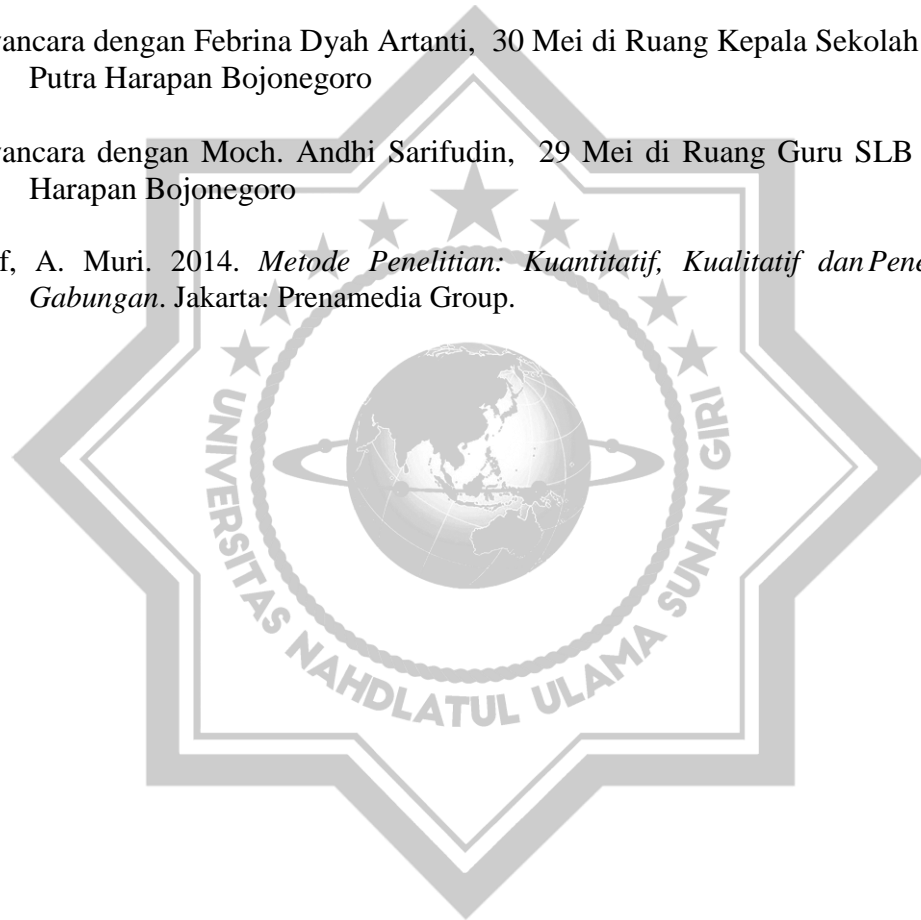 ancara dengan Febrina Dyah Artanti, 30 Mei di Ruang Kepala Sekolah
Putra Harapan Bojonegoro
ancara dengan Moch. Andhi Sarifudin, 29 Mei di Ruang Guru SLB
Harapan Bojonegoro
f, A. Muri. 2014. Metode Penelitian: Kuantitatif, Kualitatif dan Pene
Gabungan. Jakarta: Prenamedia Group.
UNIVERSITAS NAHDLATUL ULAMA SUNAN GIRI